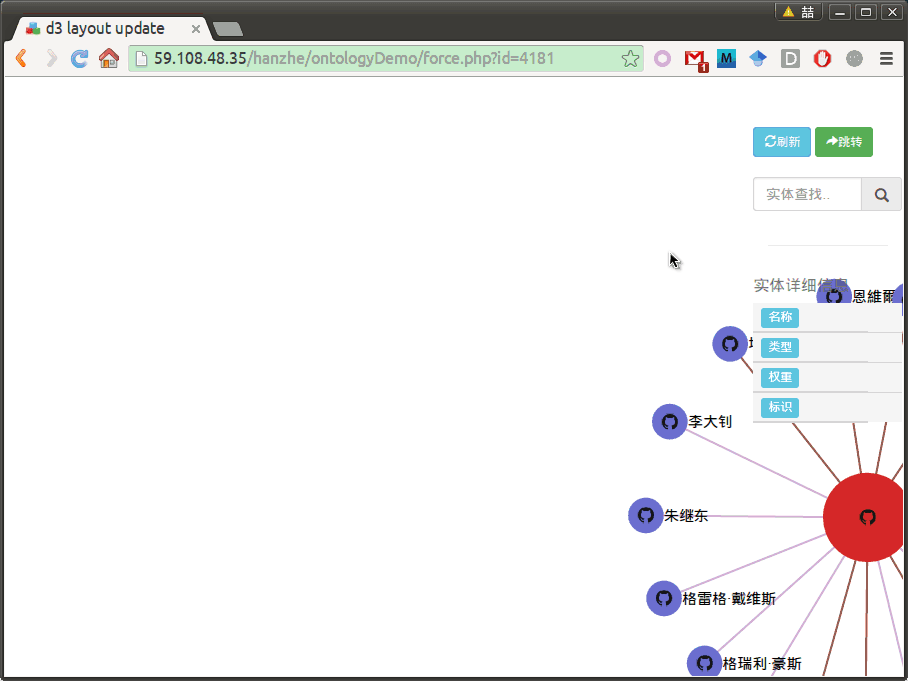 喆
d3 layout update
59.108.48.35/hanzhe/ontologyDemo/force.php?id=4181
1
M
D
刷新
跳转
实体查找..
实体详细信息
恩維爾
名称
类型
权重
标识
李大钊
朱继东
格雷格·戴维斯
格瑞利·豪斯